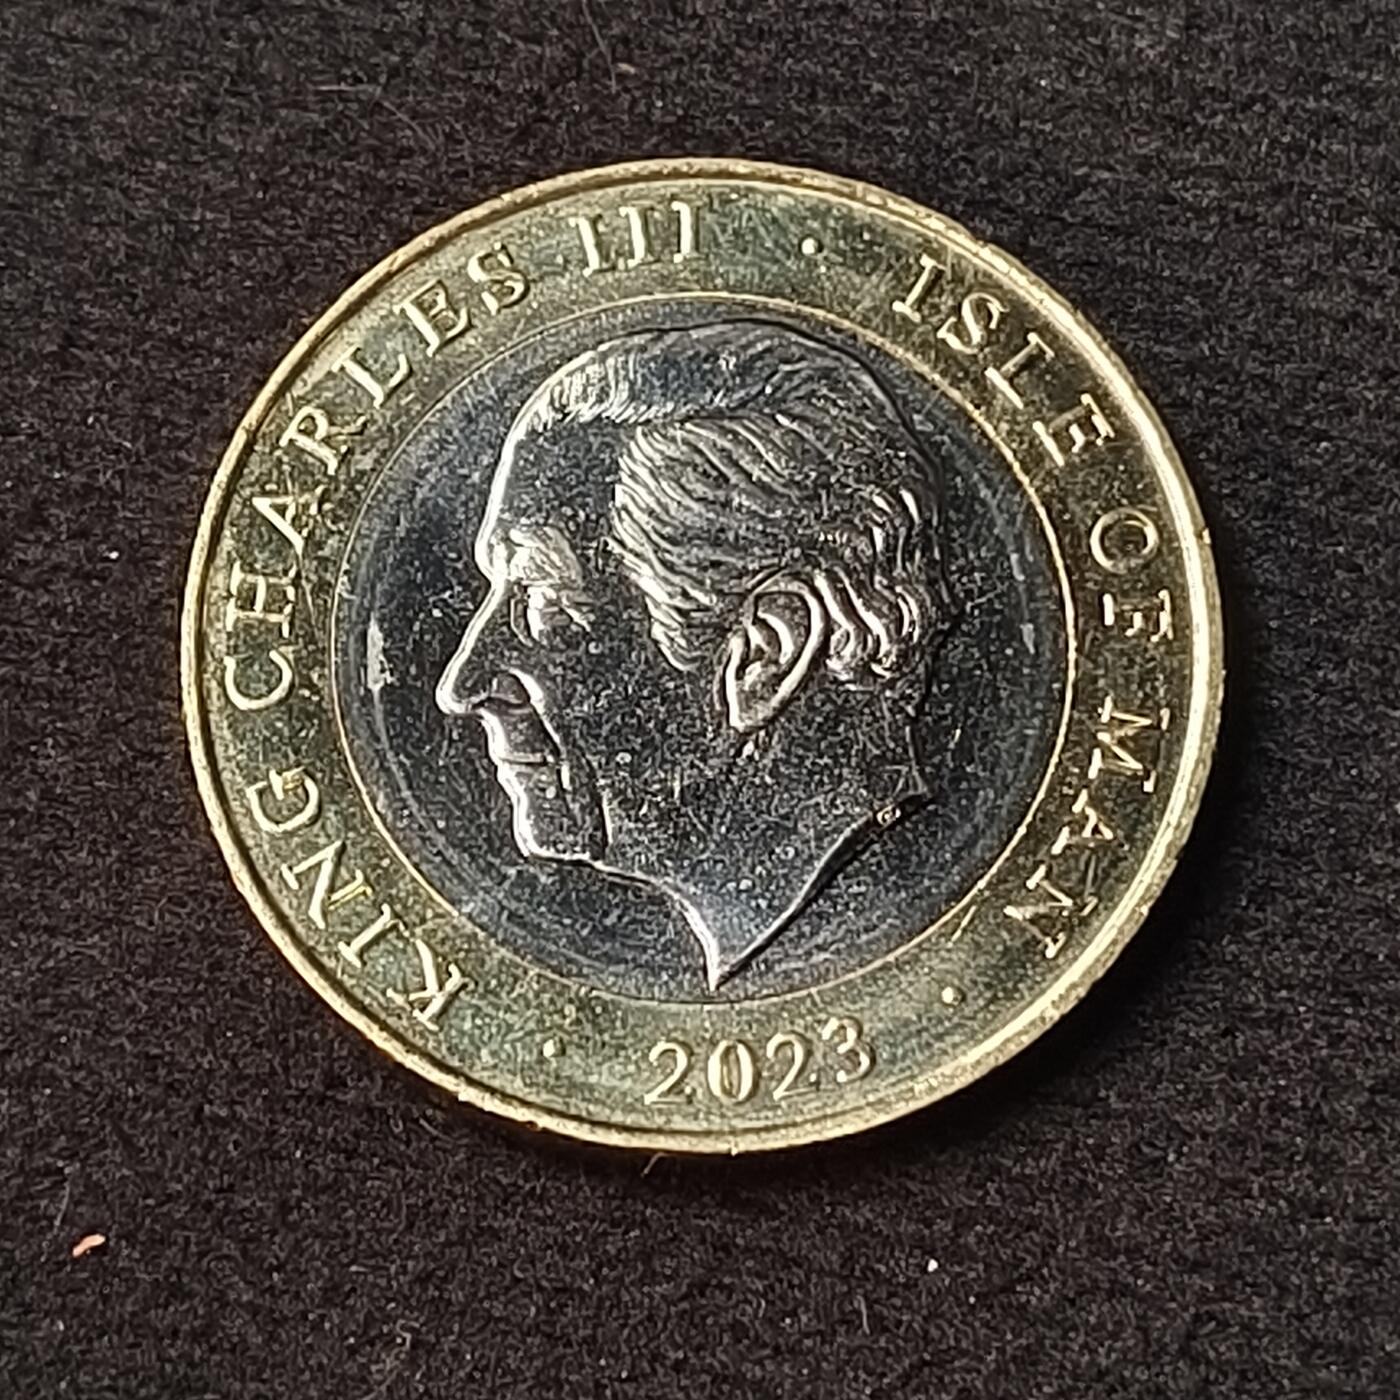 KING CHARLES III · ISLE OF MAN · 2023 ·